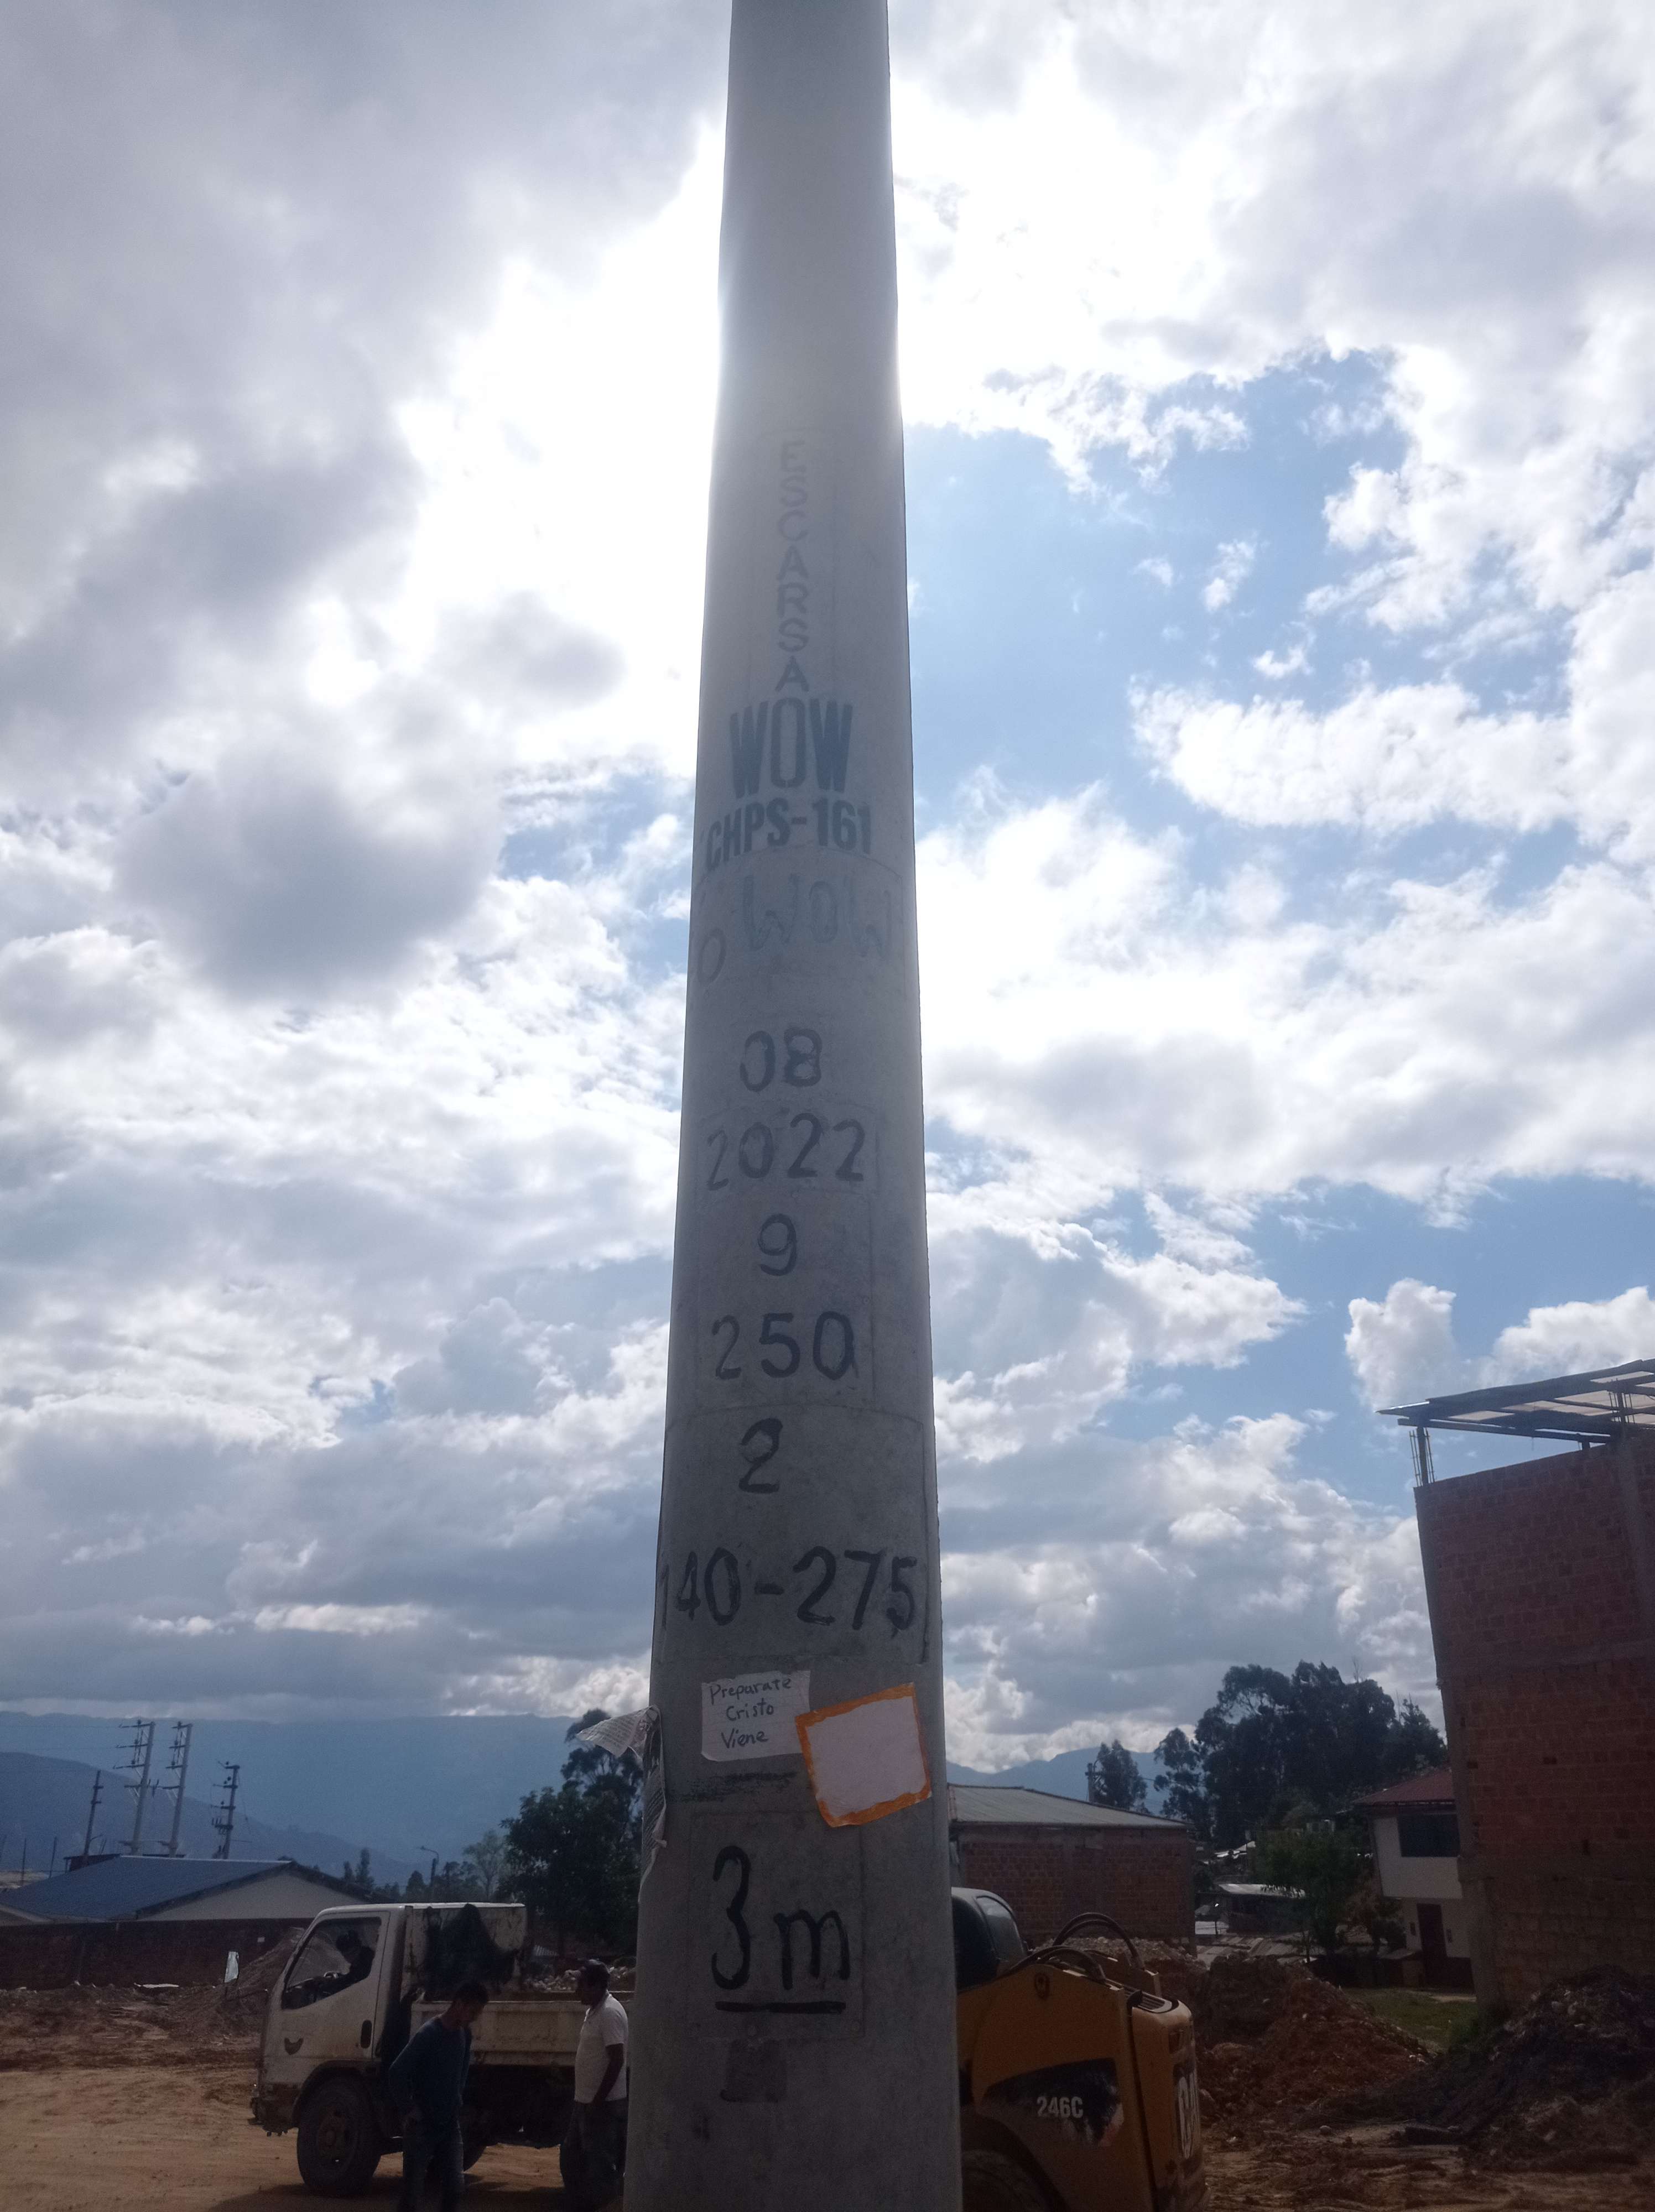 ESCARSA
WOW
CHPS-161
O WOW
08
2022
9
250
2
140-275
Preparate
Cristo
Viene
3m
246C